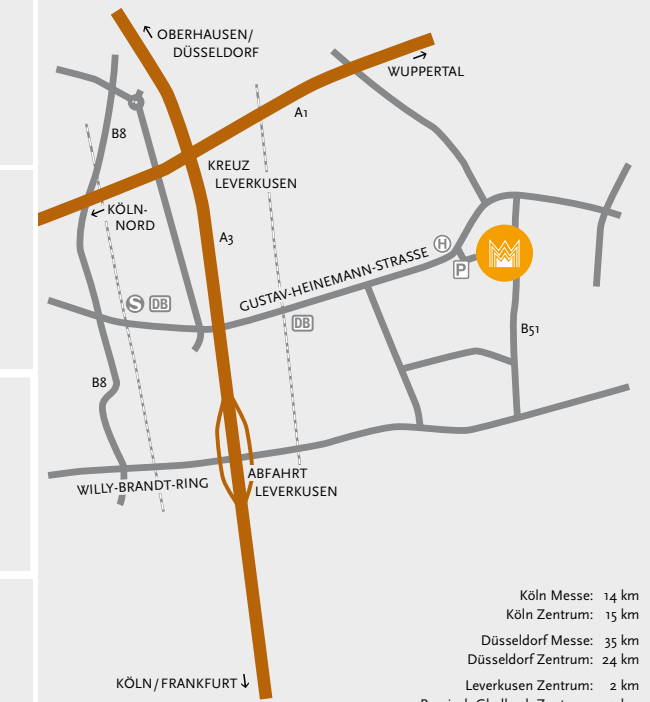 OBERHAUSEN/
DÜSSELDORF
WUPPERTAL
A1
B8
KREUZ
LEVERKUSEN
KÖLN-
NORD
A3
H
GUSTAV-HEINEMANN-STRASSE
P
S DB
DB
B51
B8
ABFAHRT
LEVERKUSEN
WILLY-BRANDT-RING
Köln Messe: 14 km
Köln Zentrum: 15 km
Düsseldorf Messe: 35 km
Düsseldorf Zentrum: 24 km
KÖLN/FRANKFURT
Leverkusen Zentrum: 2 km